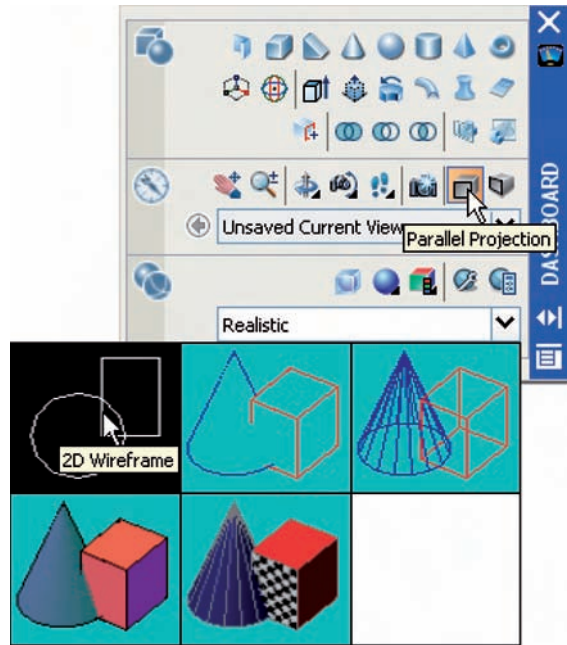 Unsaved Current View
Parallel Projection
DASHBOARD
Realistic
2D Wireframe